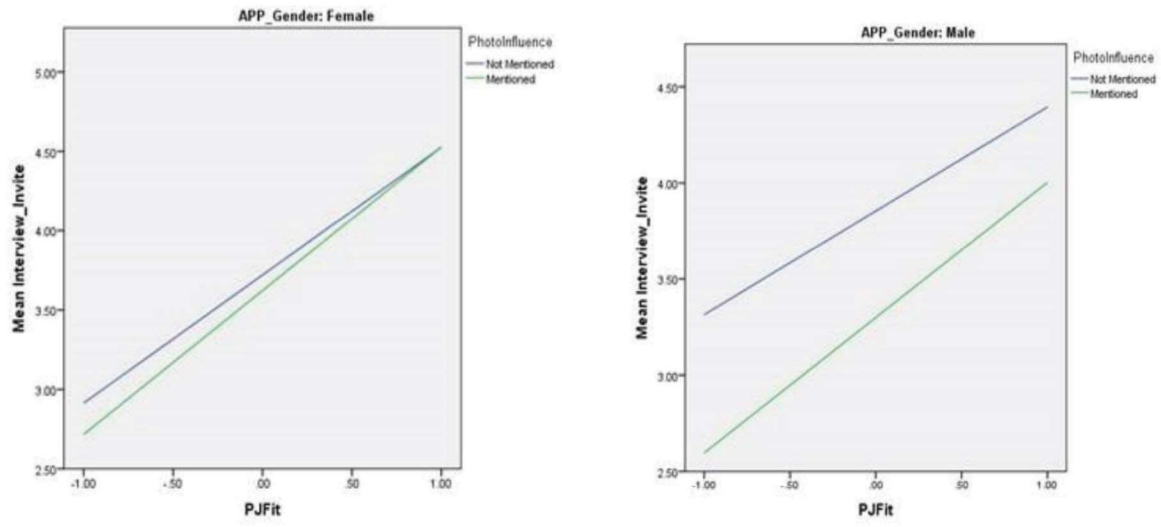 APP_Gender: Female
PhotoInfluence
Not Mentioned
Mentioned
5.00
4.50
4.00
3.50
3.00
2.50
Mean Interview_Invite
-1.00 -.50 .00 .50 1.00
PJFit
APP_Gender: Male
PhotoInfluence
Not Mentioned
Mentioned
4.50
4.00
3.50
3.00
2.50
Mean Interview_Invite
-1.00 -.50 .00 .50 1.00
PJFit